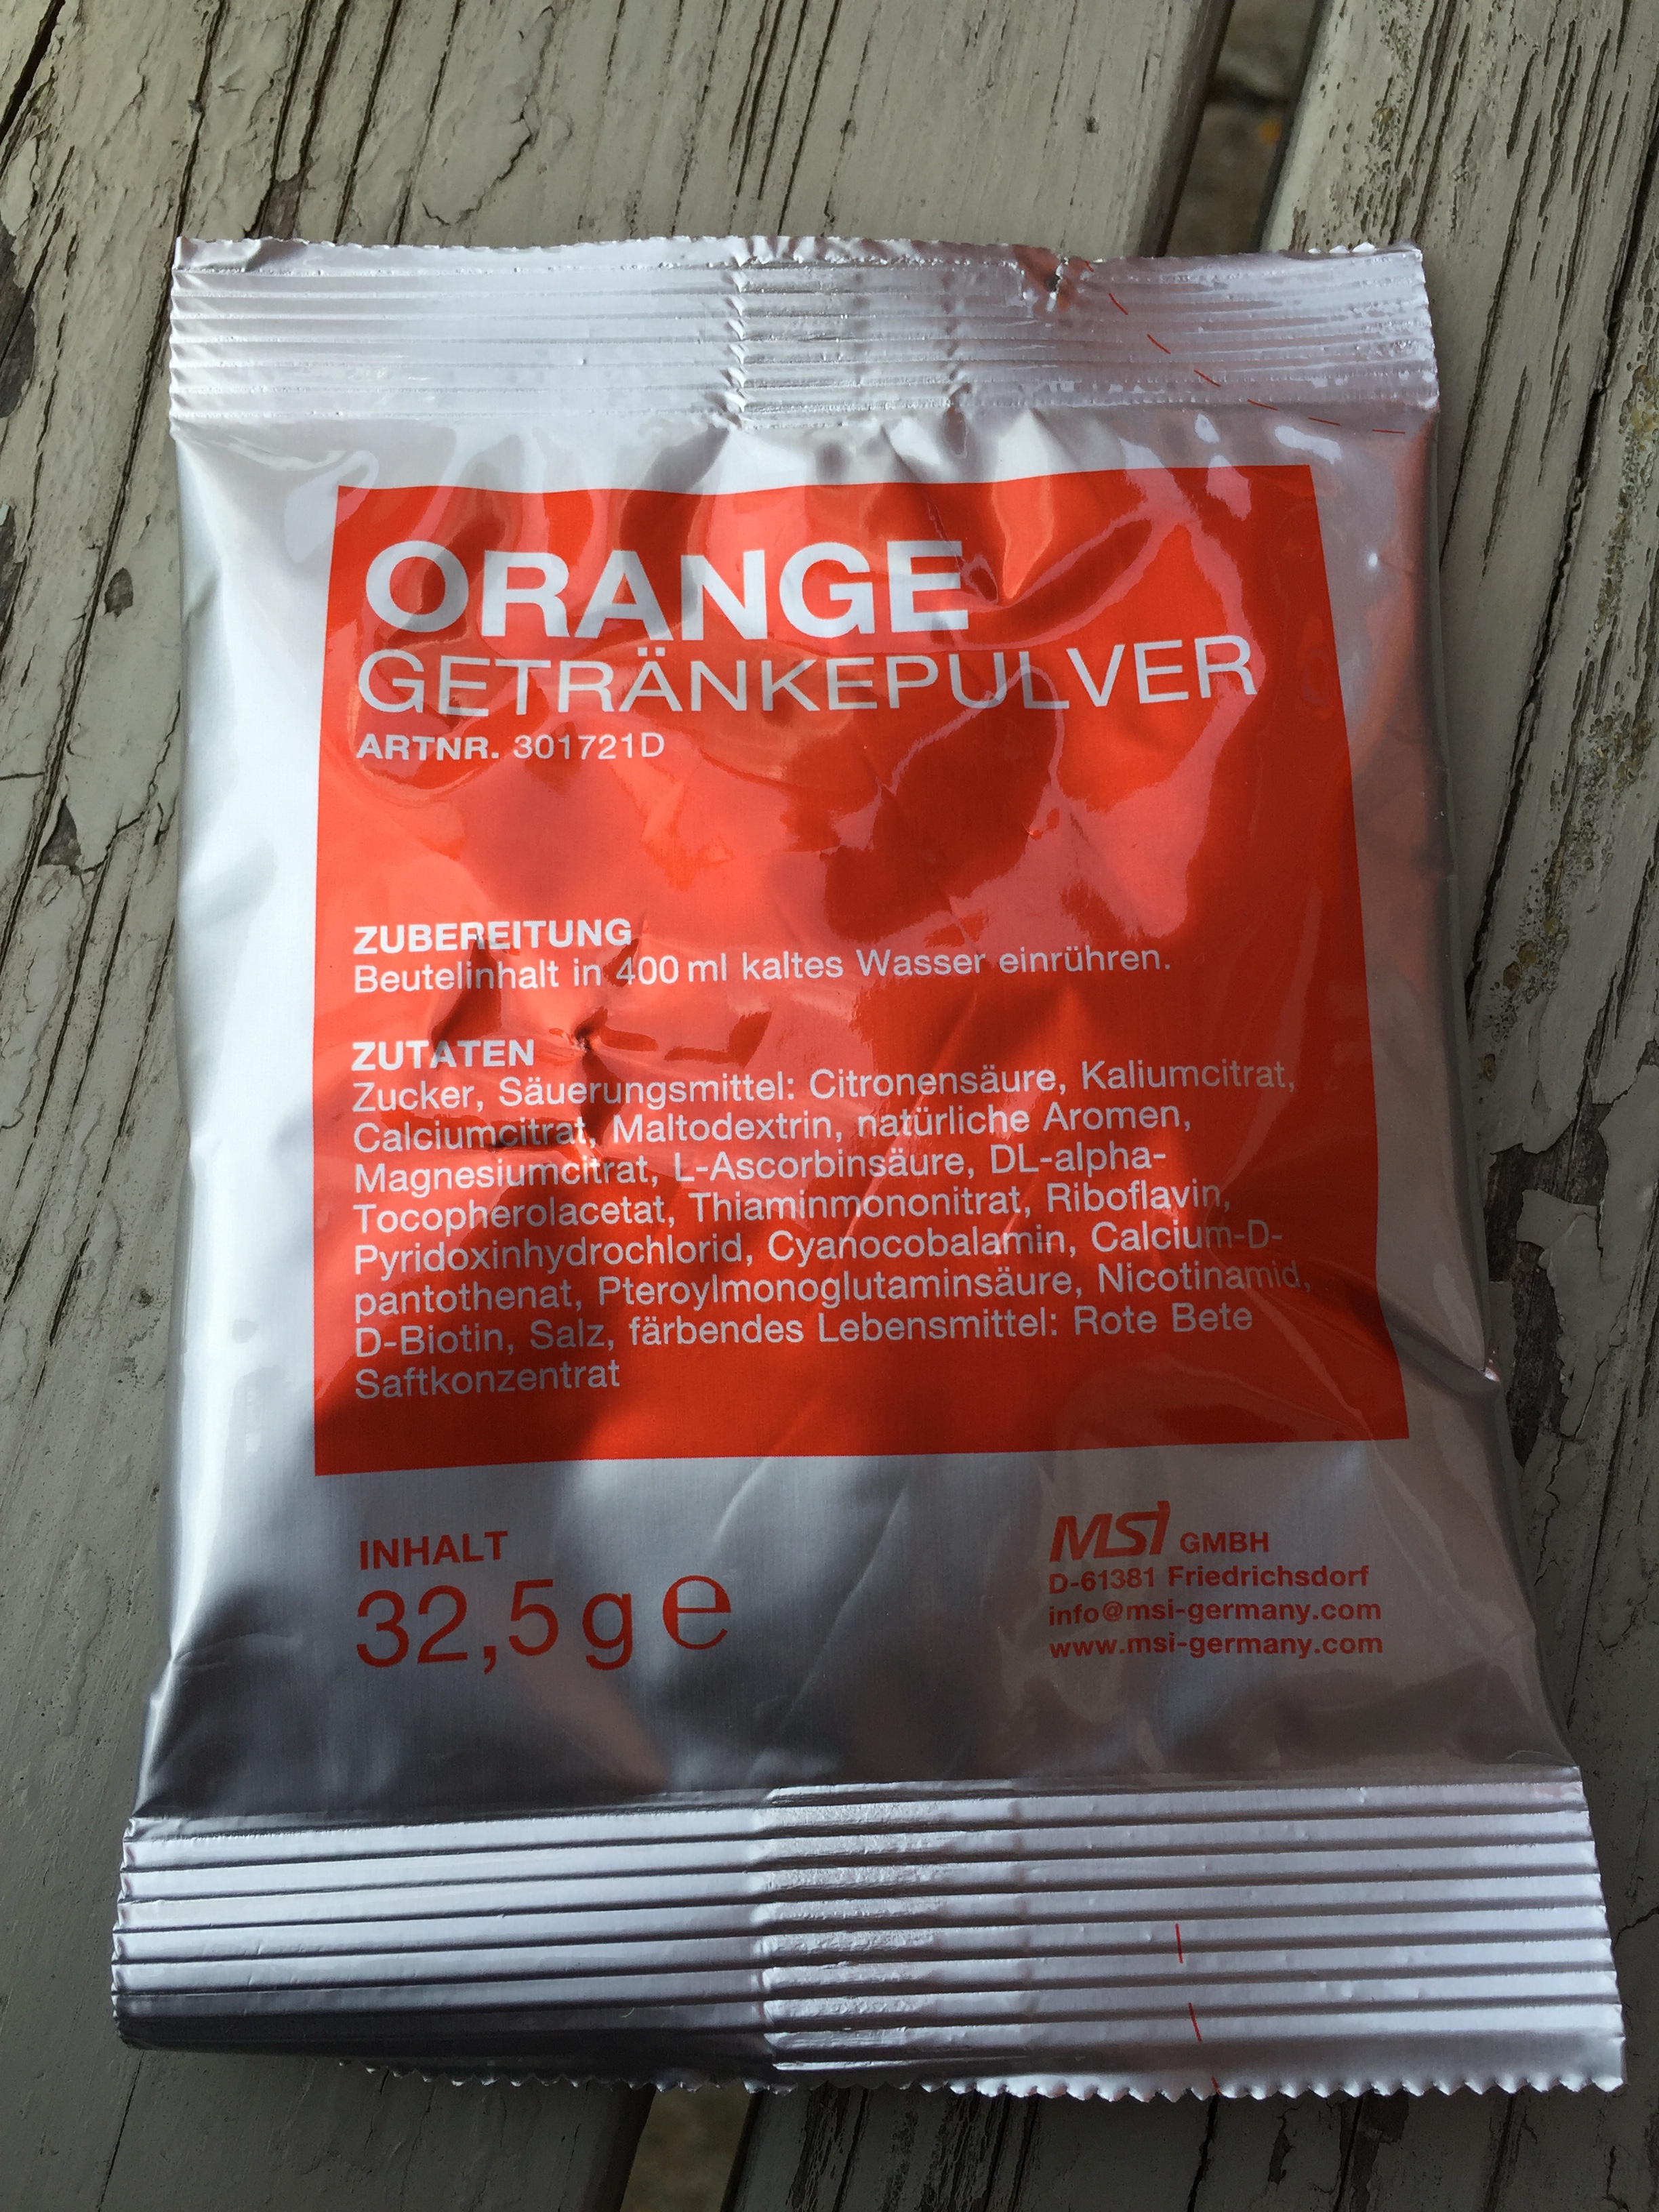 ORANGE
GETRÄNKEPULVER
ARTNR. 301721D
ZUBEREITUNG
Beutelinhalt in 400 ml kaltes Wasser einrühren.
ZUTATEN
Zucker, Säuerungsmittel: Citronensäure, Kaliumcitrat,
Calciumcitrat, Maltodextrin, natürliche Aromen,
Magnesiumcitrat, L-Ascorbinsäure, DL-alpha-
Tocopherolacetat, Thiaminmononitrat, Riboflavin,
Pyridoxinhydrochlorid, Cyanocobalamin, Calcium-D-
pantothenat, Pteroylmonoglutaminsäure, Nicotinamid,
D-Biotin, Salz, färbendes Lebensmittel: Rote Bete
Saftkonzentrat
INHALT
32,5 g e
MSI GMBH
D-61381 Friedrichsdorf
info@msi-germany.com
www.msi-germany.com